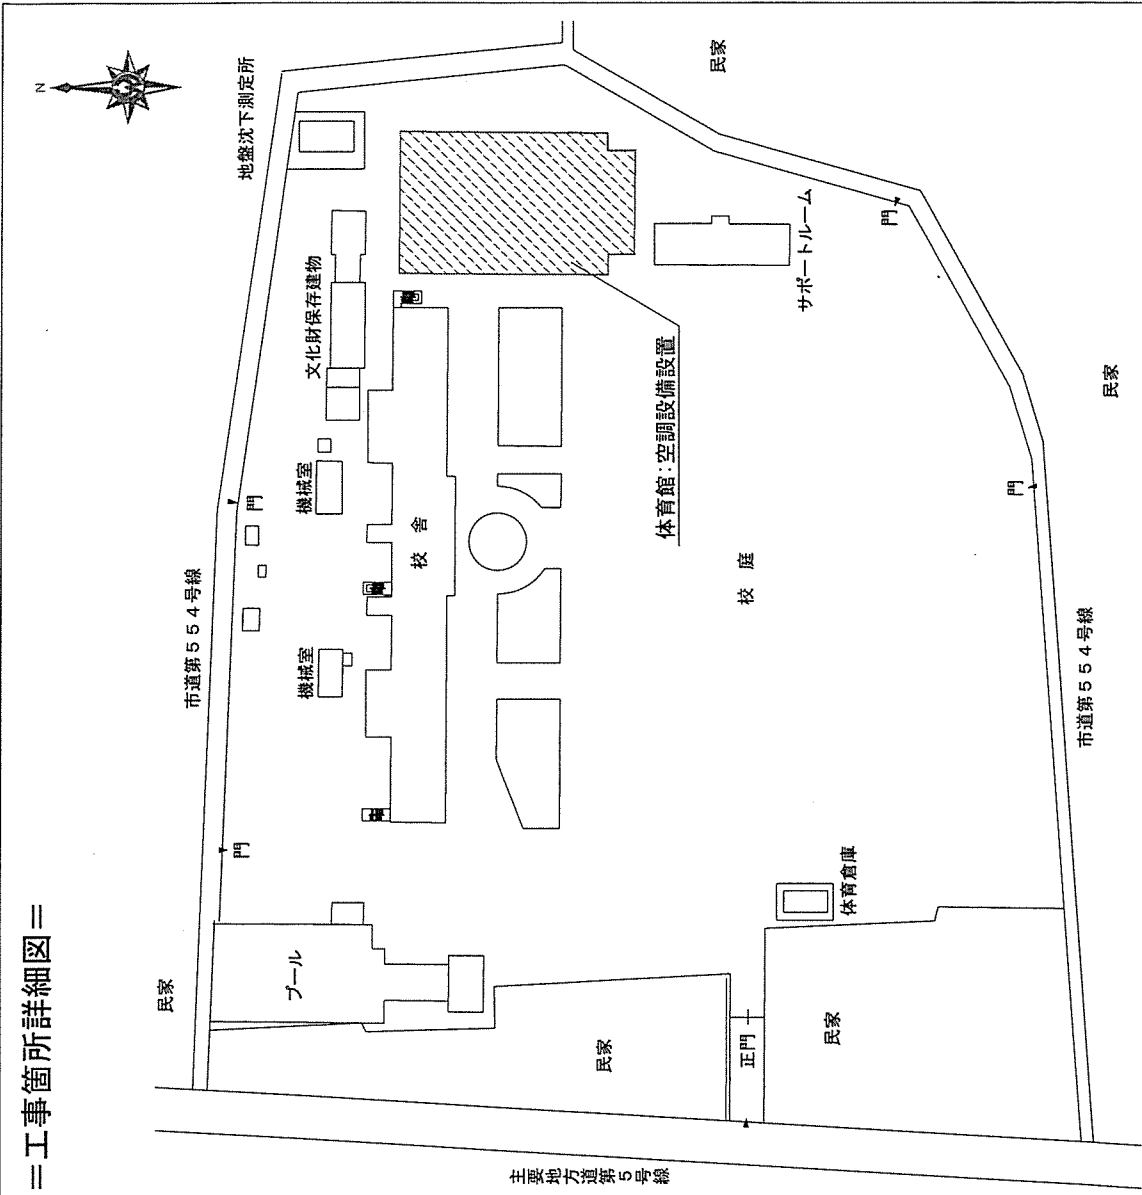 =工事箇所詳細図=
N
民家
市道第554号線
門
地盤沈下測定所
門
プール
機械室
機械室
文化財保存建物
校舎
主要地方道第5号線
民家
体育館:空調設備設置
民家
正門
校庭
サポートルーム
民家
体育倉庫
門
門
市道第554号線
民家